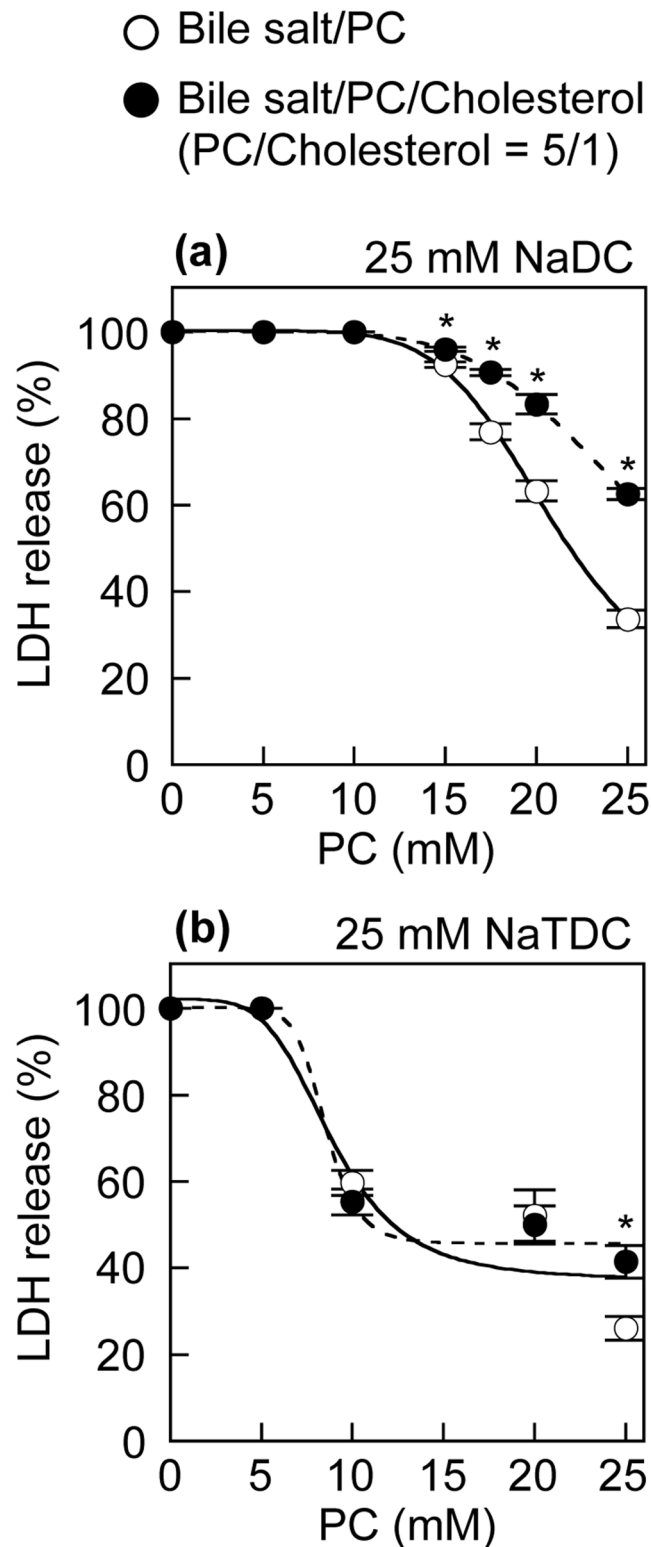 Bile salt/PC
Bile salt/PC/Cholesterol
(PC/Cholesterol = 5/1)
(a) 25 mM NaDC
LDH release (%)
100
80
60
40
20
0
* * * *
0 5 10 15 20 25
PC (mM)
(b) 25 mM NaTDC
LDH release (%)
100
80
60
40
20
0
*
0 5 10 15 20 25
PC (mM)